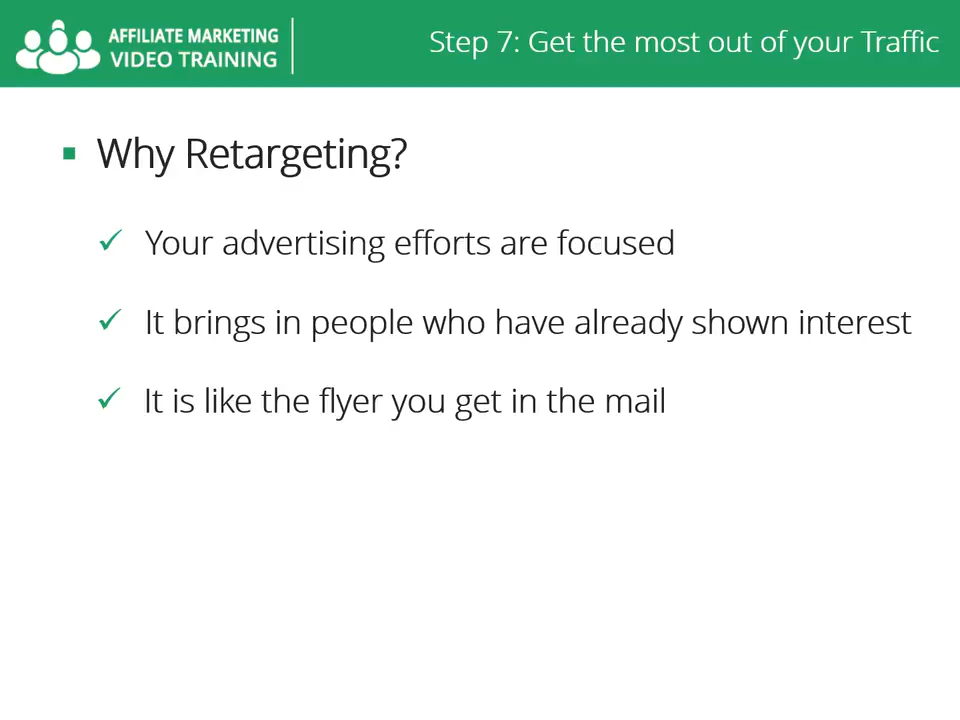 AFFILIATE MARKETING
VIDEO TRAINING
Step 7: Get the most out of your Traffic
Why Retargeting?
Your advertising efforts are focused
It brings in people who have already shown interest
It is like the flyer you get in the mail